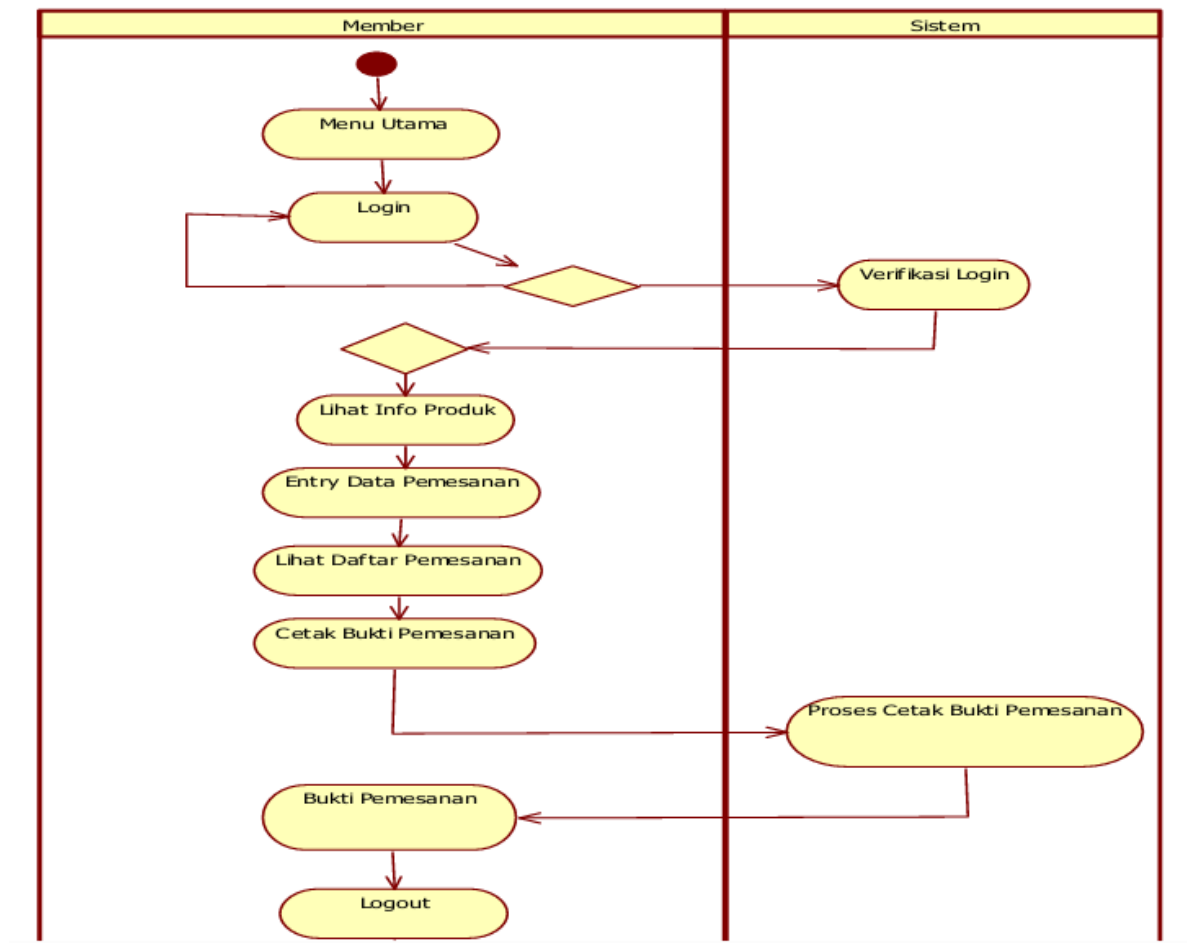 Member
Sistem
Menu Utama
Login
Verifikasi Login
Lihat Info Produk
Entry Data Pemesanan
Lihat Daftar Pemesanan
Cetak Bukti Pemesanan
Proses Cetak Bukti Pemesanan
Bukti Pemesanan
Logout